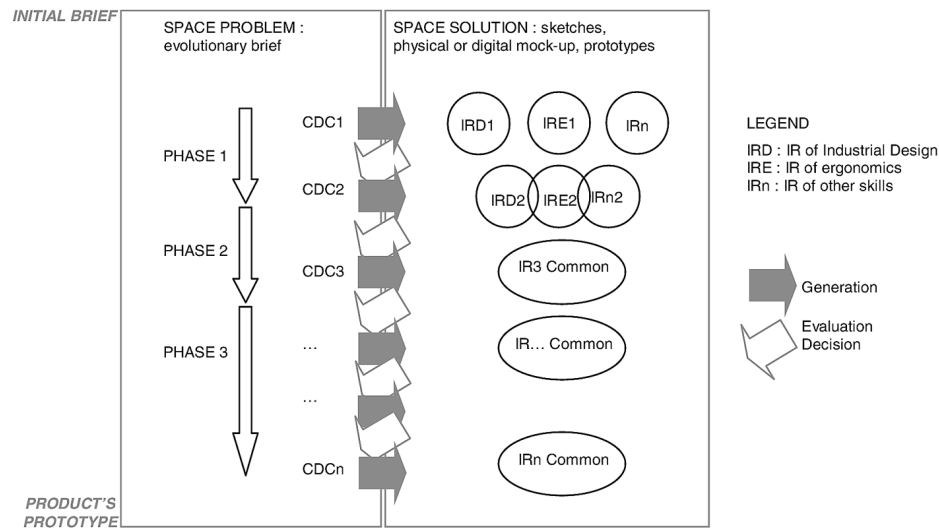 INITIAL BRIEF
SPACE PROBLEM :
evolutionary brief
SPACE SOLUTION : sketches,
physical or digital mock-up, prototypes
CDC1
IRD1
IRE1
IRn
PHASE 1
CDC2
IRD2
IRE2
IRn2
PHASE 2
CDC3
IR3 Common
PHASE 3
...
IR... Common
...
CDCn
IRn Common
PRODUCT'S
PROTOTYPE
LEGEND
IRD : IR of Industrial Design
IRE : IR of ergonomics
IRn : IR of other skills
Generation
Evaluation
Decision